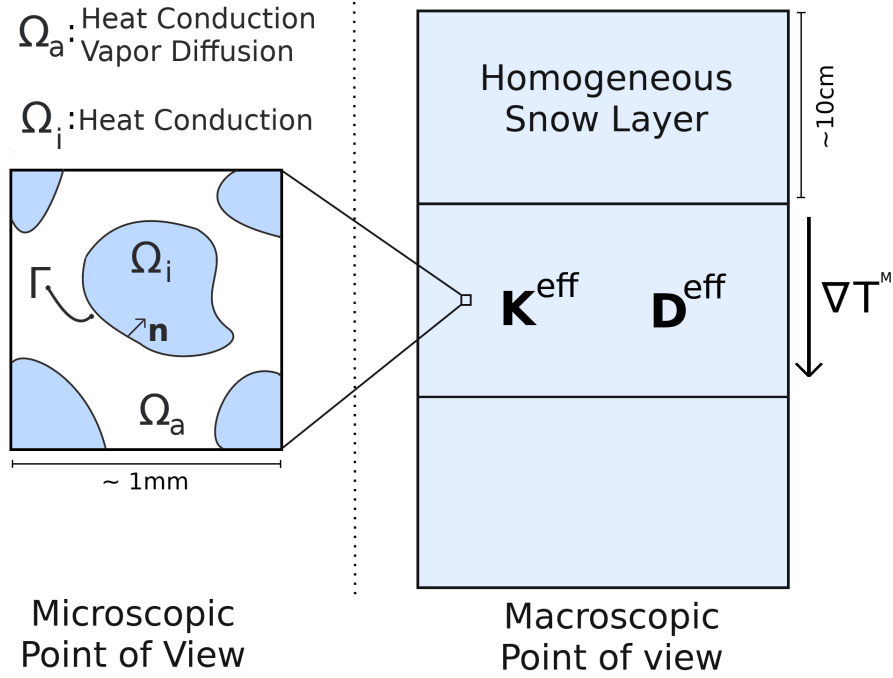 Ωa: Heat Conduction
Vapor Diffusion
Ωi: Heat Conduction
Ωi
Γ
n
Ωa
~ 1mm
Microscopic
Point of View
Homogeneous
Snow Layer
~10cm
K^eff D^eff
∇T^M
Macroscopic
Point of view